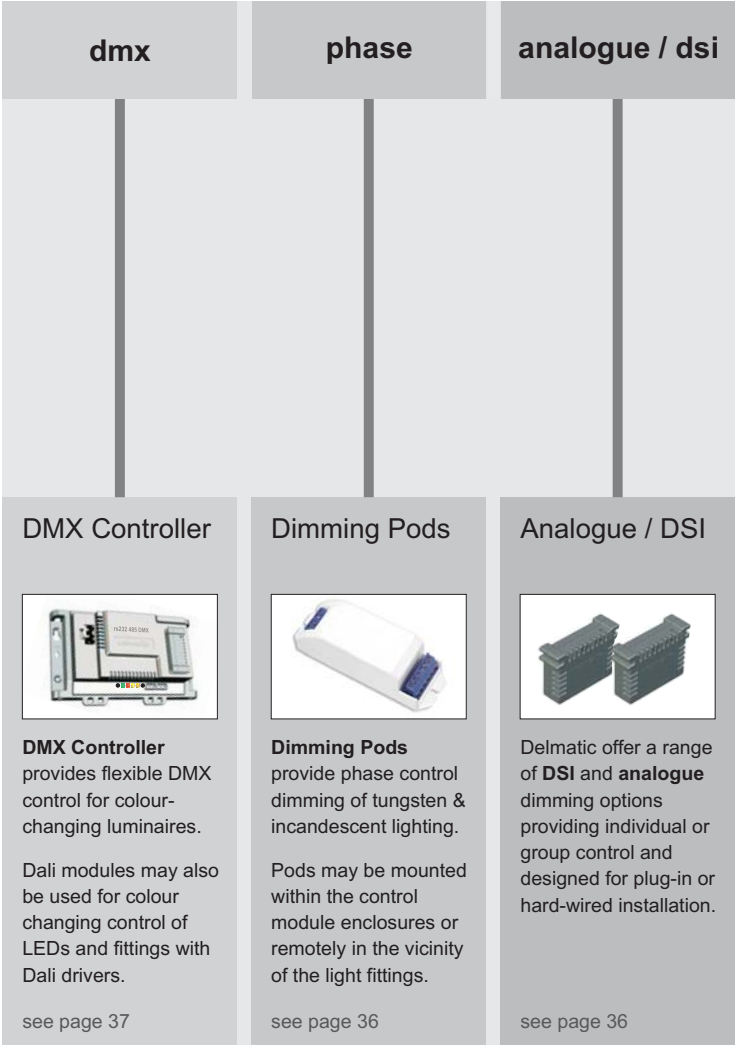 dmx
phase
analogue / dsi
DMX Controller
rs232 485 DMX
DMX Controller
provides flexible DMX
control for colour-
changing luminaires.
Dali modules may also
be used for colour
changing control of
LEDs and fittings with
Dali drivers.
see page 37
Dimming Pods
Dimming Pods
provide phase control
dimming of tungsten &
incandescent lighting.
Pods may be mounted
within the control
module enclosures or
remotely in the vicinity
of the light fittings.
see page 36
Analogue / DSI
Delmatic offer a range
of DSI and analogue
dimming options
providing individual or
group control and
designed for plug-in or
hard-wired installation.
see page 36